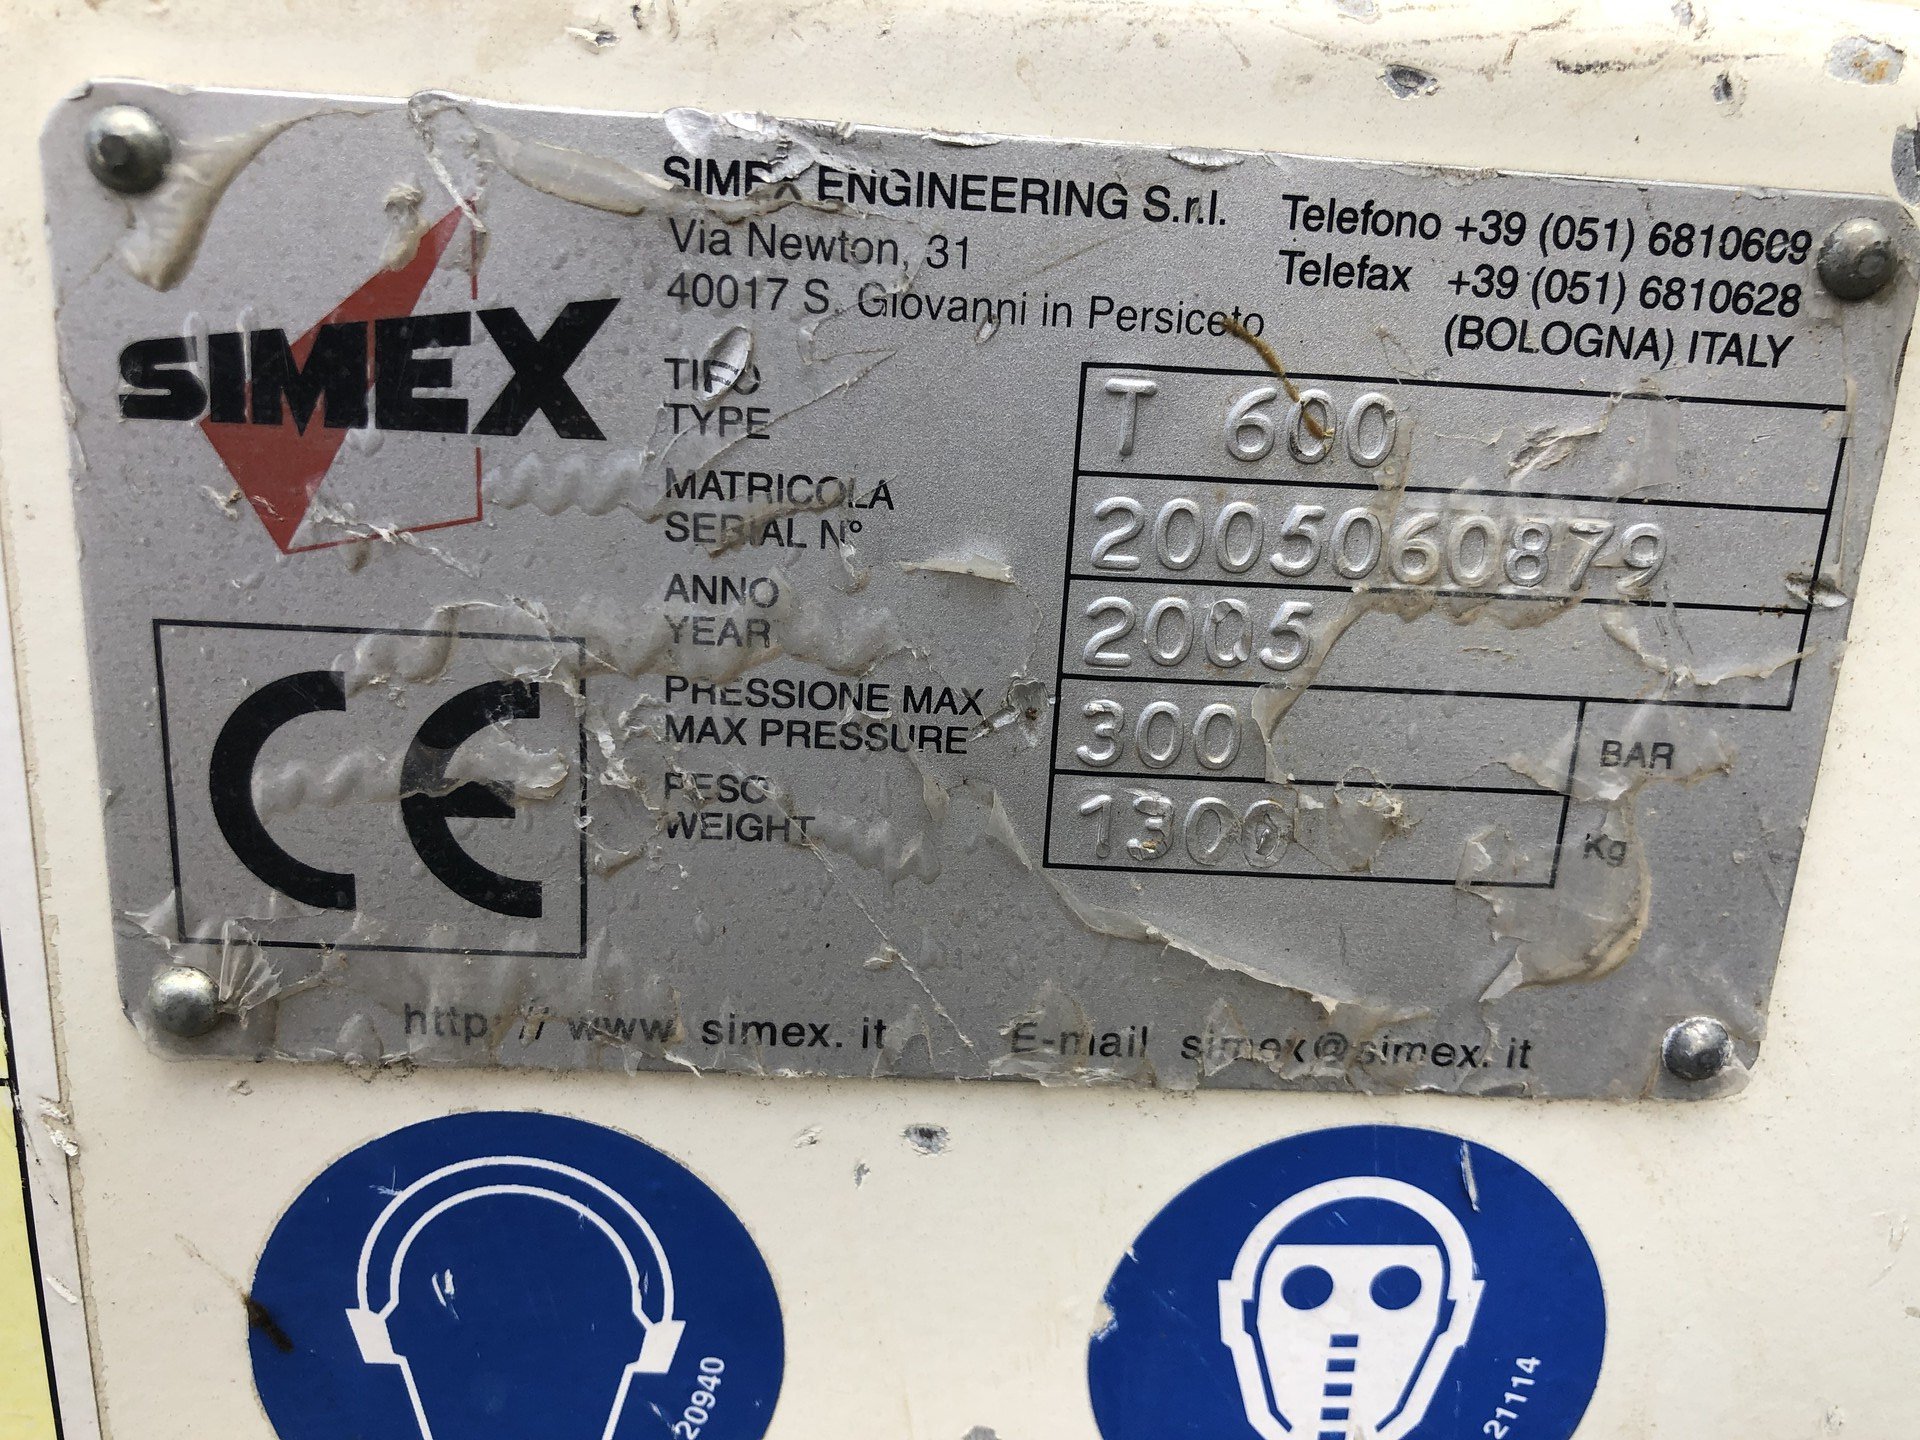 SIMEX
SIMEX ENGINEERING S.r.l.
Via Newton, 31
40017 S. Giovanni in Persiceto
Telefono +39 (051) 6810609
Telefax +39 (051) 6810628
(BOLOGNA) ITALY
TIPO
TYPE
T 600
MATRICOLA
SERIAL N°
2005060879
ANNO
YEAR
2005
PRESSIONE MAX
MAX PRESSURE
300 BAR
PESO
WEIGHT
1300 Kg
CE
http://www.simex.it
E-mail simex@simex.it
20940
21114